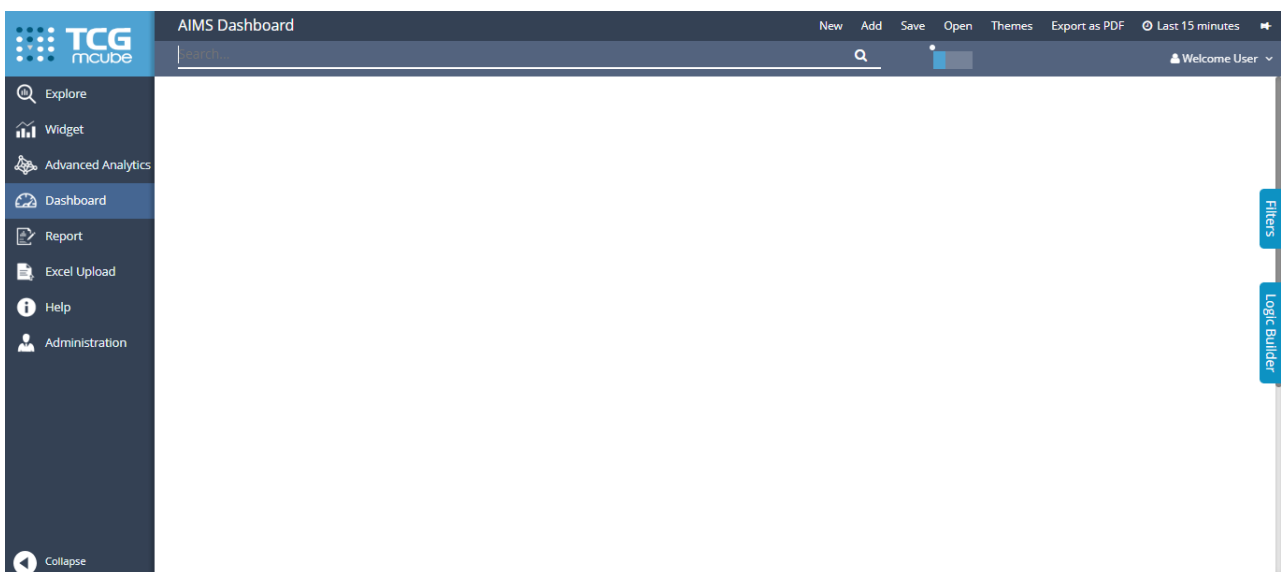 TCG
mcube
AIMS Dashboard
New Add Save Open Themes Export as PDF Last 15 minutes
Search...
Welcome User
Explore
Widget
Advanced Analytics
Dashboard
Report
Excel Upload
Help
Administration
Collapse
Filters
Logic Builder